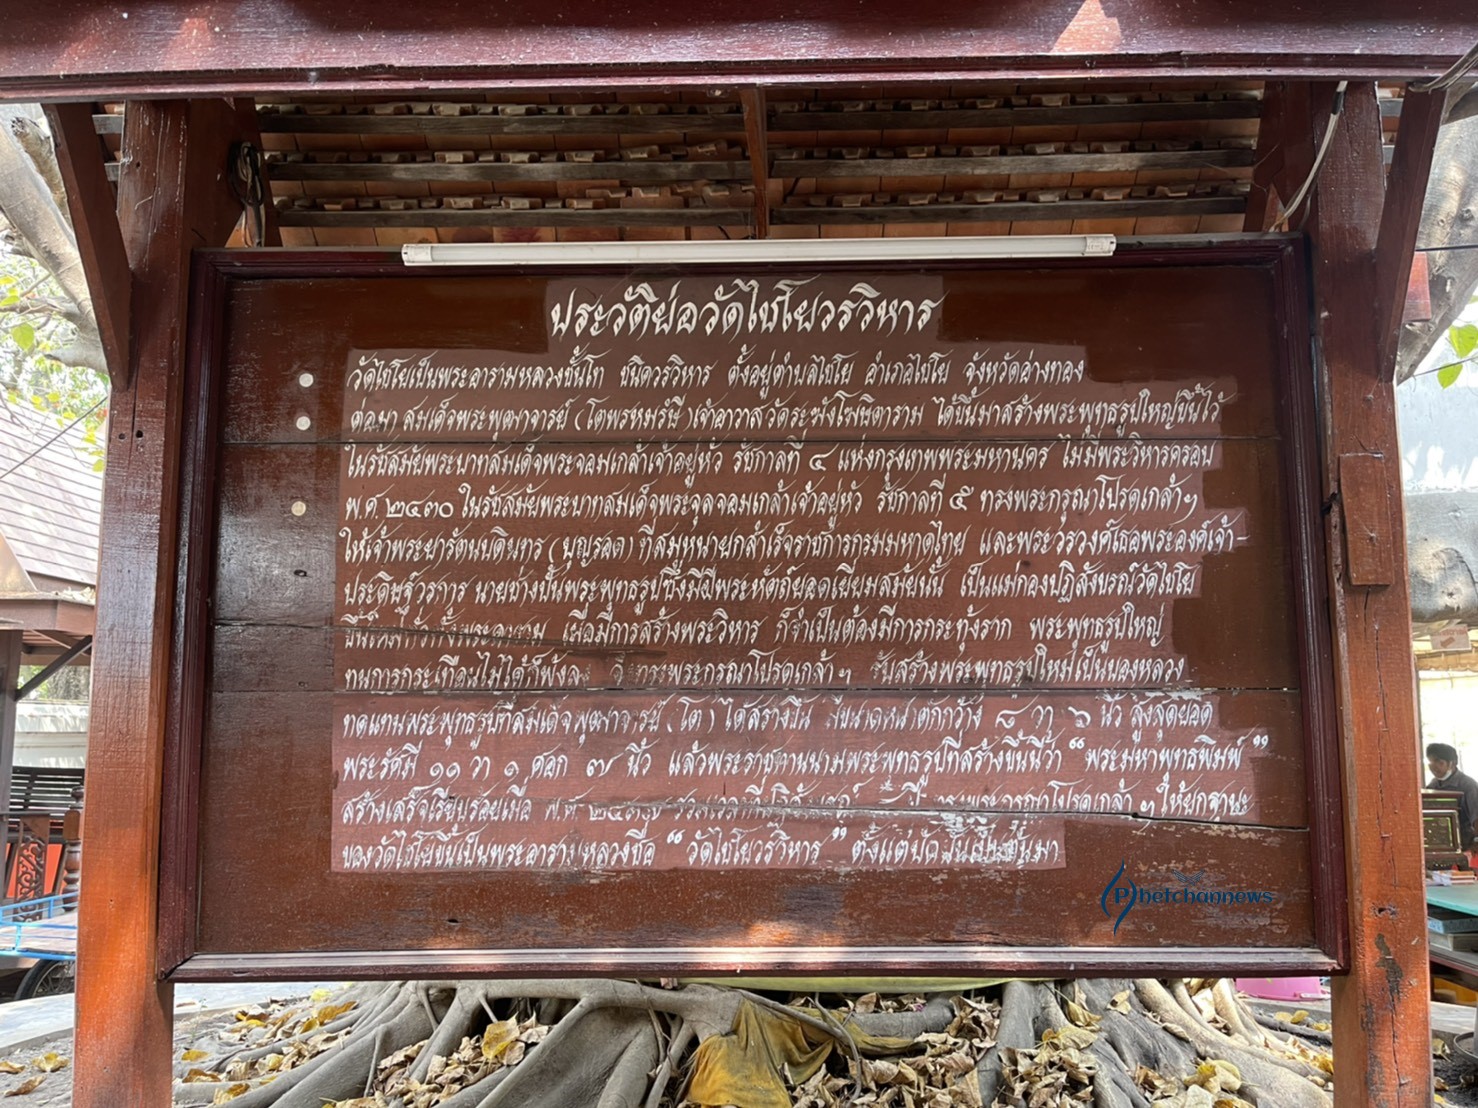 ประวัติย่อวัดไชโยวรวิหาร
วัดไชโยเป็นพระอารามหลวงชั้นโท ชนิดวรวิหาร ตั้งอยู่ตำบลไชโย อำเภอไชโย จังหวัดอ่างทอง
ต่อมา สมเด็จพระพุฒาจารย์ (โตพรหมรังษี) เจ้าอาวาสวัดระฆังโฆษิตาราม ได้ขึ้นมาสร้างพระพุทธรูปใหญ่ขึ้นไว้
ในรัชสมัยพระบาทสมเด็จพระจอมเกล้าเจ้าอยู่หัว รัชกาลที่ ๔ แห่งกรุงเทพพระมหานคร ไม่มีพระวิหารครอบ
พ.ศ. ๒๔๓๐ ในรัชสมัยพระบาทสมเด็จพระจุลจอมเกล้าเจ้าอยู่หัว รัชกาลที่ ๕ ทรงพระกรุณาโปรดเกล้าฯ
ให้เจ้าพระยารัตนบดินทร (บุญรอด) ที่สมุหนายกสำเร็จราชการกรมมหาดไทย และพระวรวงศ์เธอพระองค์เจ้า-
ประดิษฐ์วรการ นายช่างปั้นพระพุทธรูปซึ่งมีฝีพระหัตถ์ยอดเยี่ยมสมัยนั้น เป็นแม่กองปฏิสังขรณ์วัดไชโย
ขึ้นใหม่ทั่วทั้งพระอาราม เมื่อมีการสร้างพระวิหาร ก็จำเป็นต้องมีการกระทุ้งราก พระพุทธรูปใหญ่
ทนการกระเทือนไม่ได้ก็พังลง จึงทรงพระกรุณาโปรดเกล้าฯ สร้างพระพุทธรูปใหม่เป็นของหลวง
ทดแทนพระพุทธรูปที่สมเด็จพุฒาจารย์ (โต) ได้สร้างขึ้น มีขนาดหน้าตักกว้าง ๘ วา ๖ นิ้ว สูงสุดยอด
พระรัศมี ๑๑ วา ๑ ศอก ๗ นิ้ว แล้วพระราชทานนามพระพุทธรูปที่สร้างขึ้นนี้ว่า “พระมหาพุทธพิมพ์”
สร้างเสร็จเรียบร้อยเมื่อ พ.ศ. ปี ทรงพระกรุณาโปรดเกล้าฯ ให้ยกฐานะ
ของวัดไชโยขึ้นเป็นพระอารามหลวงชื่อ “วัดไชโยวรวิหาร” ตั้งแต่บัดนั้นเป็นต้นมา
Phetchannews